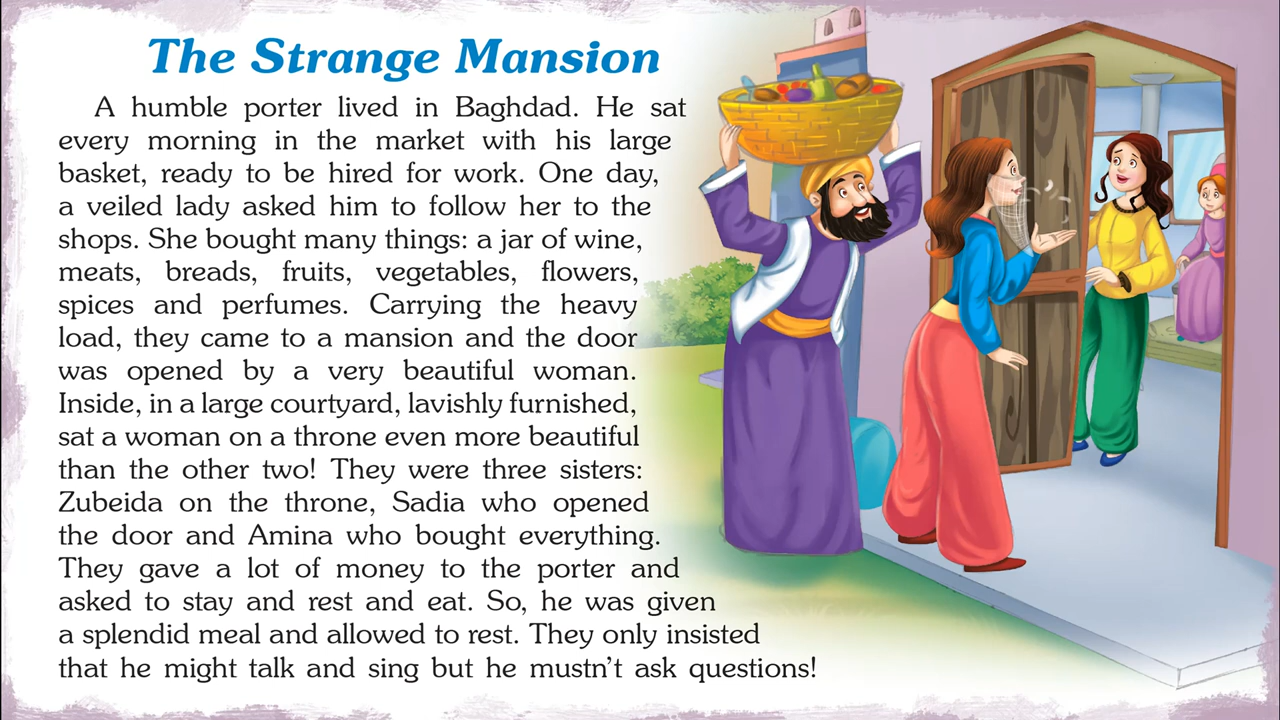 The Strange Mansion
A humble porter lived in Baghdad. He sat
every morning in the market with his large
basket, ready to be hired for work. One day,
a veiled lady asked him to follow her to the
shops. She bought many things: a jar of wine,
meats, breads, fruits, vegetables, flowers,
spices and perfumes. Carrying the heavy
load, they came to a mansion and the door
was opened by a very beautiful woman.
Inside, in a large courtyard, lavishly furnished,
sat a woman on a throne even more beautiful
than the other two! They were three sisters:
Zubeida on the throne, Sadia who opened
the door and Amina who bought everything.
They gave a lot of money to the porter and
asked to stay and rest and eat. So, he was given
a splendid meal and allowed to rest. They only insisted
that he might talk and sing but he mustn’t ask questions!